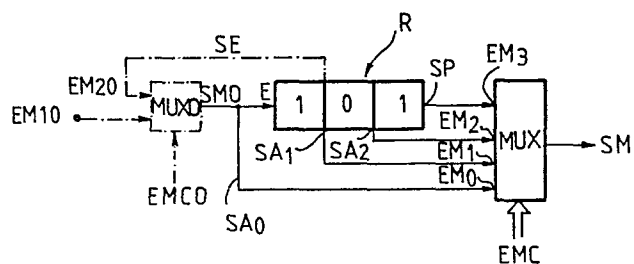 R
SE
SP
EM3
EM20
MUX0
SM0
E
1 0 1
EM10
EM2
MUX
SM
SA1
SA2
EM1
EM0
EMC0
SA0
EMC